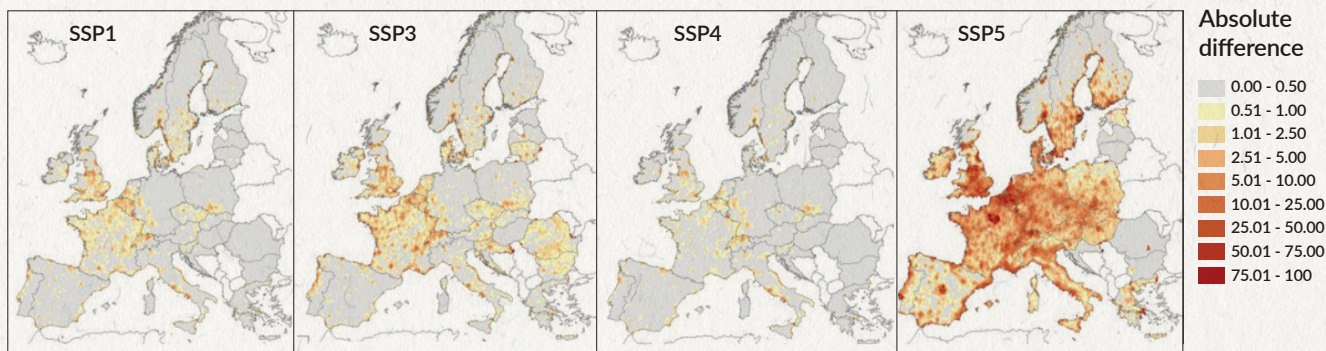 SSP1
SSP3
SSP4
SSP5
Absolute
difference
0.00 - 0.50
0.51 - 1.00
1.01 - 2.50
2.51 - 5.00
5.01 - 10.00
10.01 - 25.00
25.01 - 50.00
50.01 - 75.00
75.01 - 100